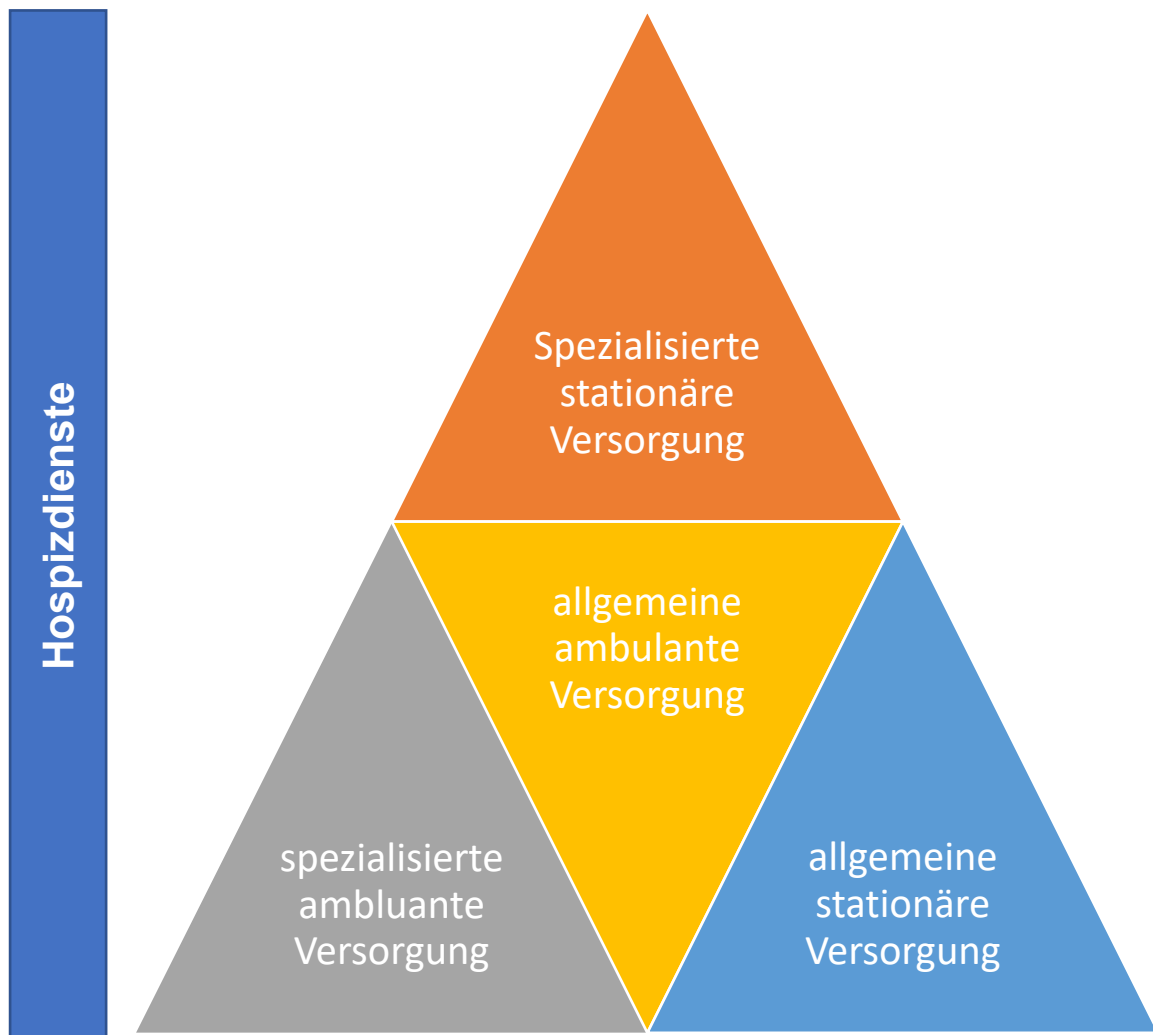 Hospizdienste
Spezialisierte
stationäre
Versorgung
allgemeine
ambulante
Versorgung
spezialisierte
ambluante
Versorgung
allgemeine
stationäre
Versorgung